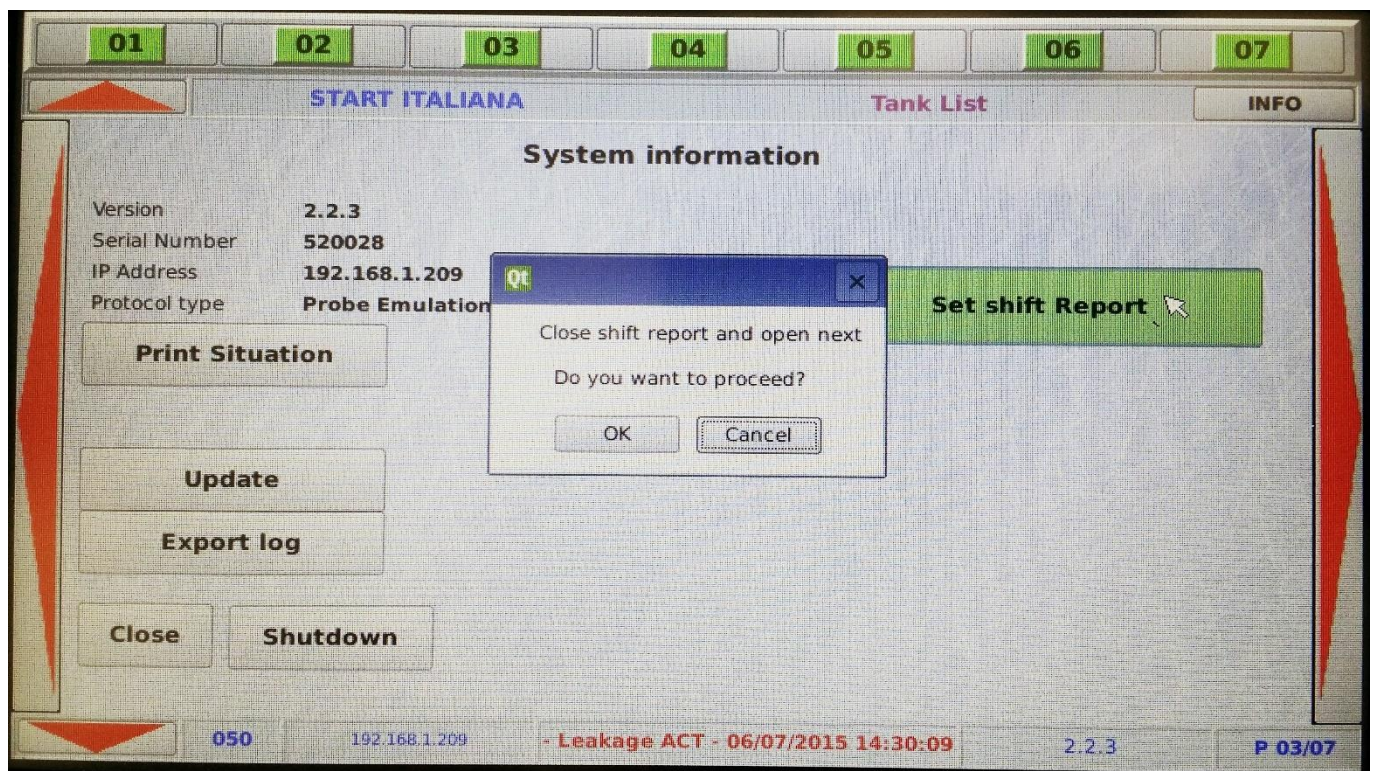 01 02 03 04 05 06 07
START ITALIANA Tank List INFO
System information
Version 2.2.3
Serial Number 520028
IP Address 192.168.1.209
Protocol type Probe Emulation
Qt
Close shift report and open next
Do you want to proceed?
OK Cancel
Set shift Report
Print Situation
Update
Export log
Close Shutdown
050 192.168.1.209 - Leakage ACT - 06/07/2015 14:30:09 2.2.3 P 03/07